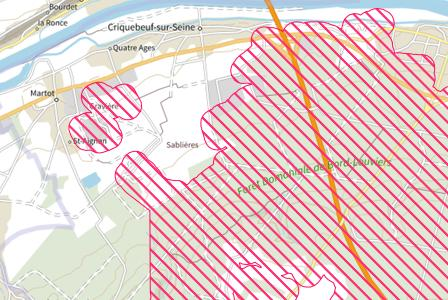 Bourdet
la Ronce
Criquebeuf-sur-Seine
Quatre Ages
Martot
Gravière
St-Aignan
Sablières
Forêt Domaniale de Bord-Louviers